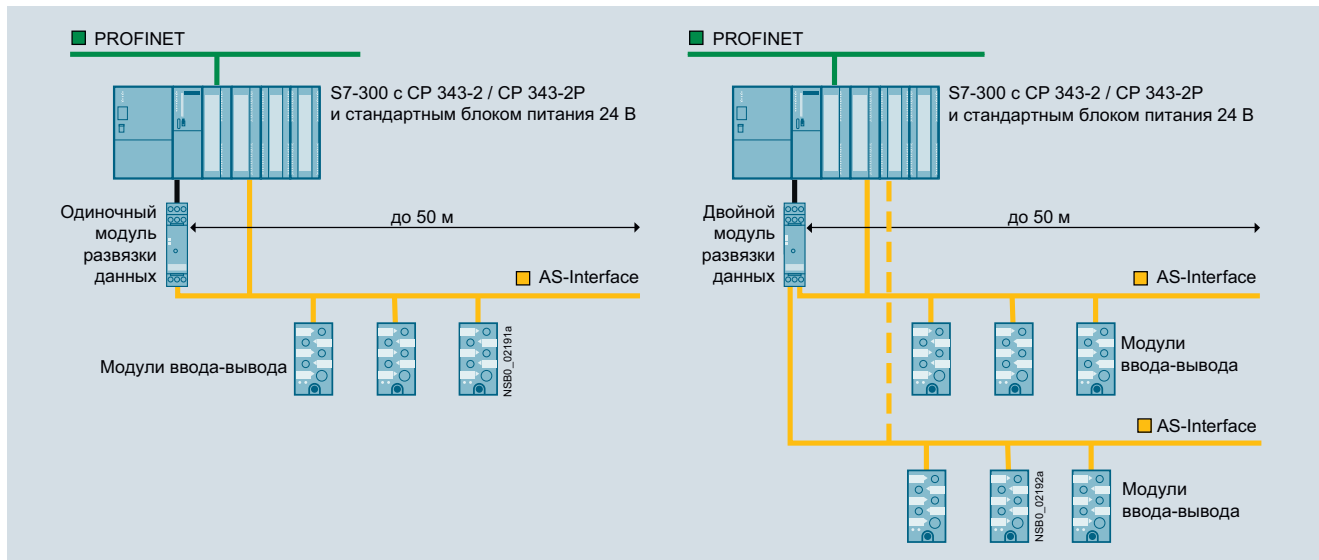 PROFINET
S7-300 с CP 343-2 / CP 343-2P
и стандартным блоком питания 24 В
Одиночный
модуль
развязки
данных
до 50 м
AS-Interface
Модули ввода-вывода
NSB0_02191a
PROFINET
S7-300 с CP 343-2 / CP 343-2P
и стандартным блоком питания 24 В
Двойной
модуль
развязки
данных
до 50 м
AS-Interface
Модули
ввода-вывода
AS-Interface
NSB0_02192a
Модули
ввода-вывода